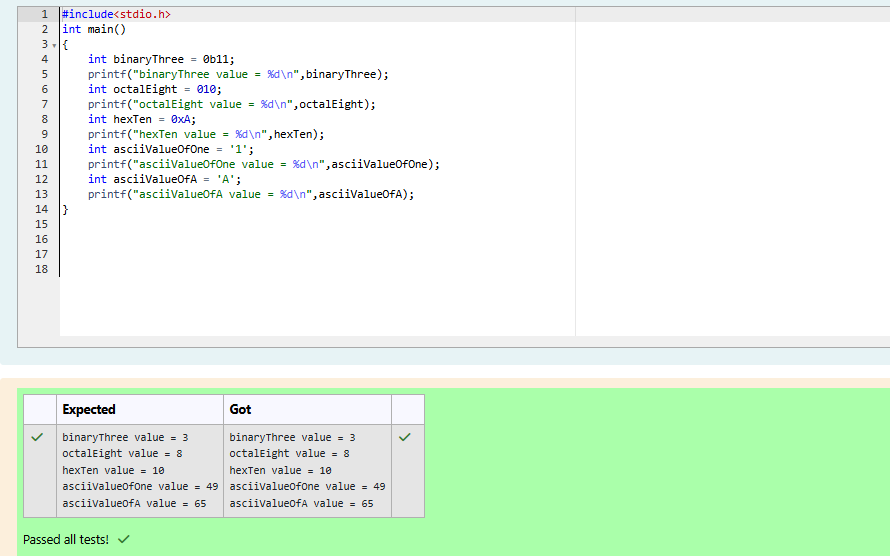 1 #include<stdio.h>
2 int main()
3 {
4     int binaryThree = 0b11;
5     printf("binaryThree value = %d\n",binaryThree);
6     int octalEight = 010;
7     printf("octalEight value = %d\n",octalEight);
8     int hexTen = 0xA;
9     printf("hexTen value = %d\n",hexTen);
10     int asciiValueOfOne = '1';
11     printf("asciiValueOfOne value = %d\n",asciiValueOfOne);
12     int asciiValueOfA = 'A';
13     printf("asciiValueOfA value = %d\n",asciiValueOfA);
14 }
15
16
17
18
Expected Got
binaryThree value = 3 binaryThree value = 3
octalEight value = 8 octalEight value = 8
hexTen value = 10 hexTen value = 10
asciiValueOfOne value = 49 asciiValueOfOne value = 49
asciiValueOfA value = 65 asciiValueOfA value = 65
Passed all tests!